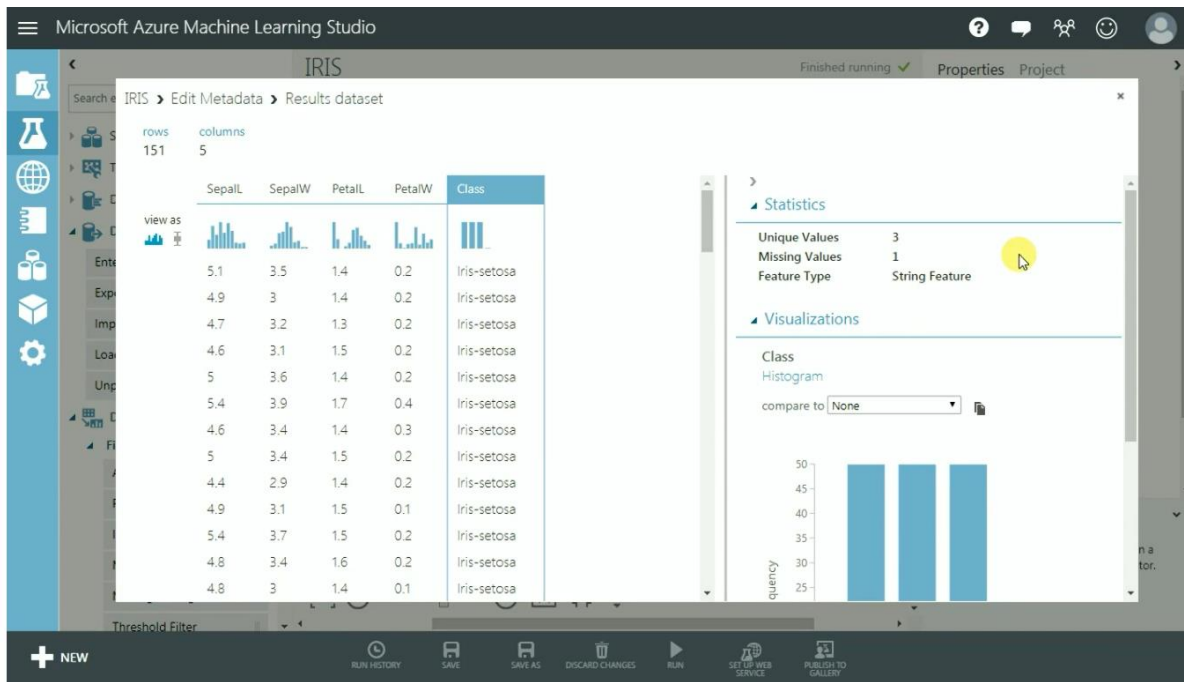 Microsoft Azure Machine Learning Studio
IRIS
Finished running
Properties Project
Search e
IRIS > Edit Metadata > Results dataset
rows columns
151 5
view as
SepalL SepalW PetalL PetalW Class
5.1 3.5 1.4 0.2 Iris-setosa
4.9 3 1.4 0.2 Iris-setosa
4.7 3.2 1.3 0.2 Iris-setosa
4.6 3.1 1.5 0.2 Iris-setosa
5 3.6 1.4 0.2 Iris-setosa
5.4 3.9 1.7 0.4 Iris-setosa
4.6 3.4 1.4 0.3 Iris-setosa
5 3.4 1.5 0.2 Iris-setosa
4.4 2.9 1.4 0.2 Iris-setosa
4.9 3.1 1.5 0.1 Iris-setosa
5.4 3.7 1.5 0.2 Iris-setosa
4.8 3.4 1.6 0.2 Iris-setosa
4.8 3 1.4 0.1 Iris-setosa
Statistics
Unique Values 3
Missing Values 1
Feature Type String Feature
Visualizations
Class
Histogram
compare to None
50
45
40
35
30
25
quency
Ente
Expo
Imp
Load
Unp
Fi
Threshold Filter
n a
tor.
NEW
RUN HISTORY
SAVE
SAVE AS
DISCARD CHANGES
RUN
SET UP WEB
SERVICE
PUBLISH TO
GALLERY